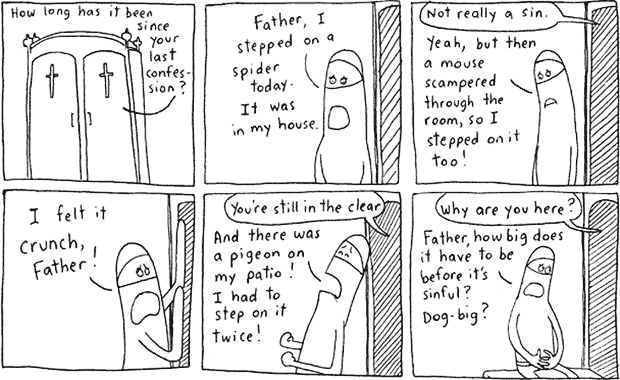 How long has it been
since
your
last
confes-
sion?
Father, I
stepped on a
spider
today.
It was
in my house.
Not really a sin.
Yeah, but then
a mouse
scampered
through the
room, so I
stepped on it
too!
I felt it
crunch,
Father!
You're still in the clear
And there was
a pigeon on
my patio!
I had to
step on it
twice!
Why are you here?
Father, how big does
it have to be
before it's
sinful?
Dog-big?